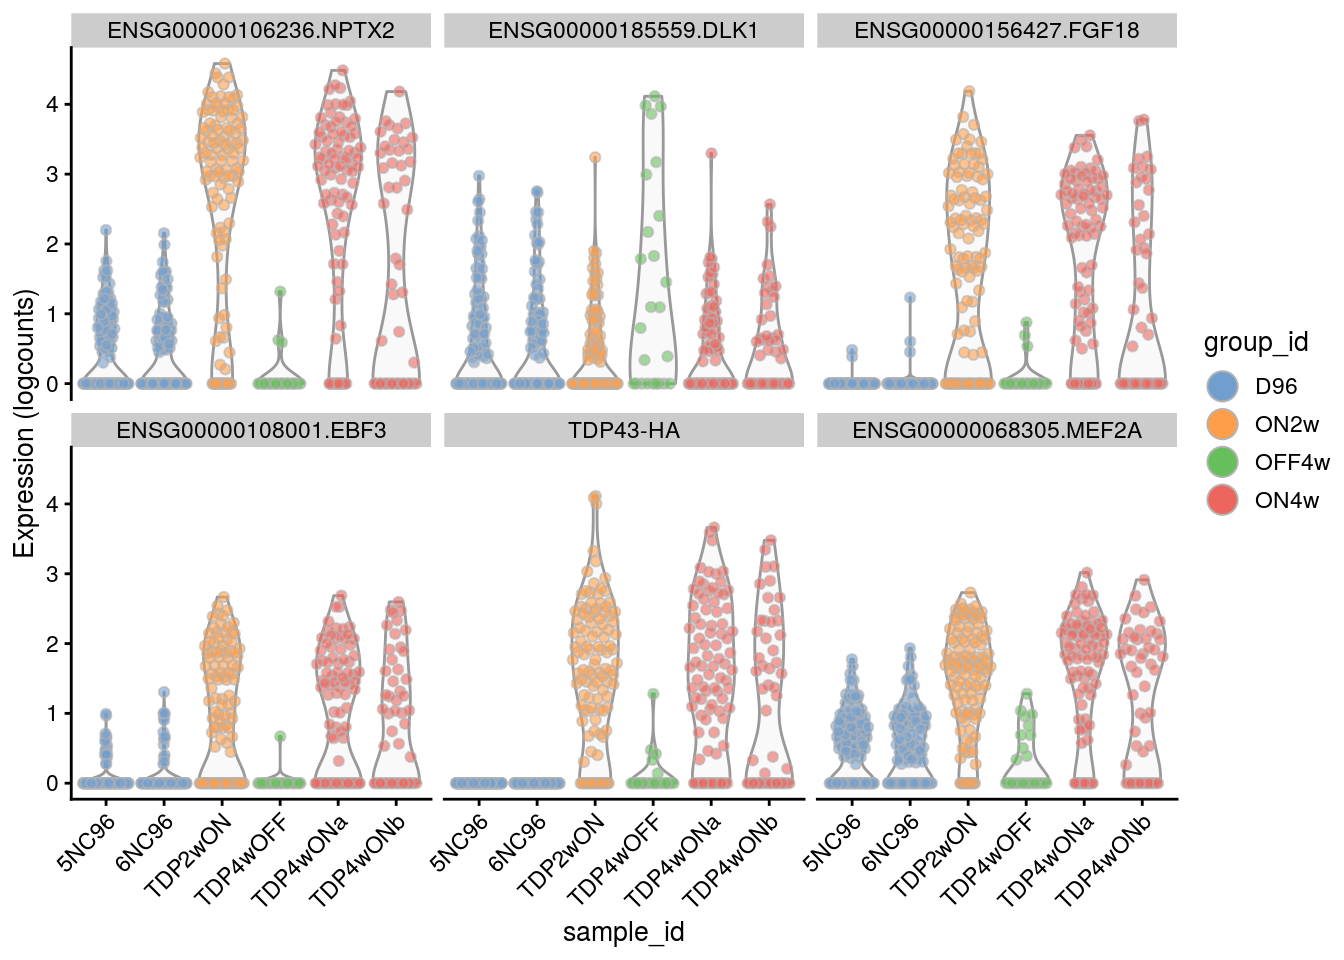 ENSG00000106236.NPTX2
ENSG00000185559.DLK1
ENSG00000156427.FGF18
4
3
2
1
0
ENSG00000108001.EBF3
TDP43-HA
ENSG00000068305.MEF2A
4
3
2
1
0
Expression (logcounts)
5NC96
6NC96
TDP2wON
TDP4wOFF
TDP4wONa
TDP4wONb
5NC96
6NC96
TDP2wON
TDP4wOFF
TDP4wONa
TDP4wONb
5NC96
6NC96
TDP2wON
TDP4wOFF
TDP4wONa
TDP4wONb
sample_id
group_id
D96
ON2w
OFF4w
ON4w